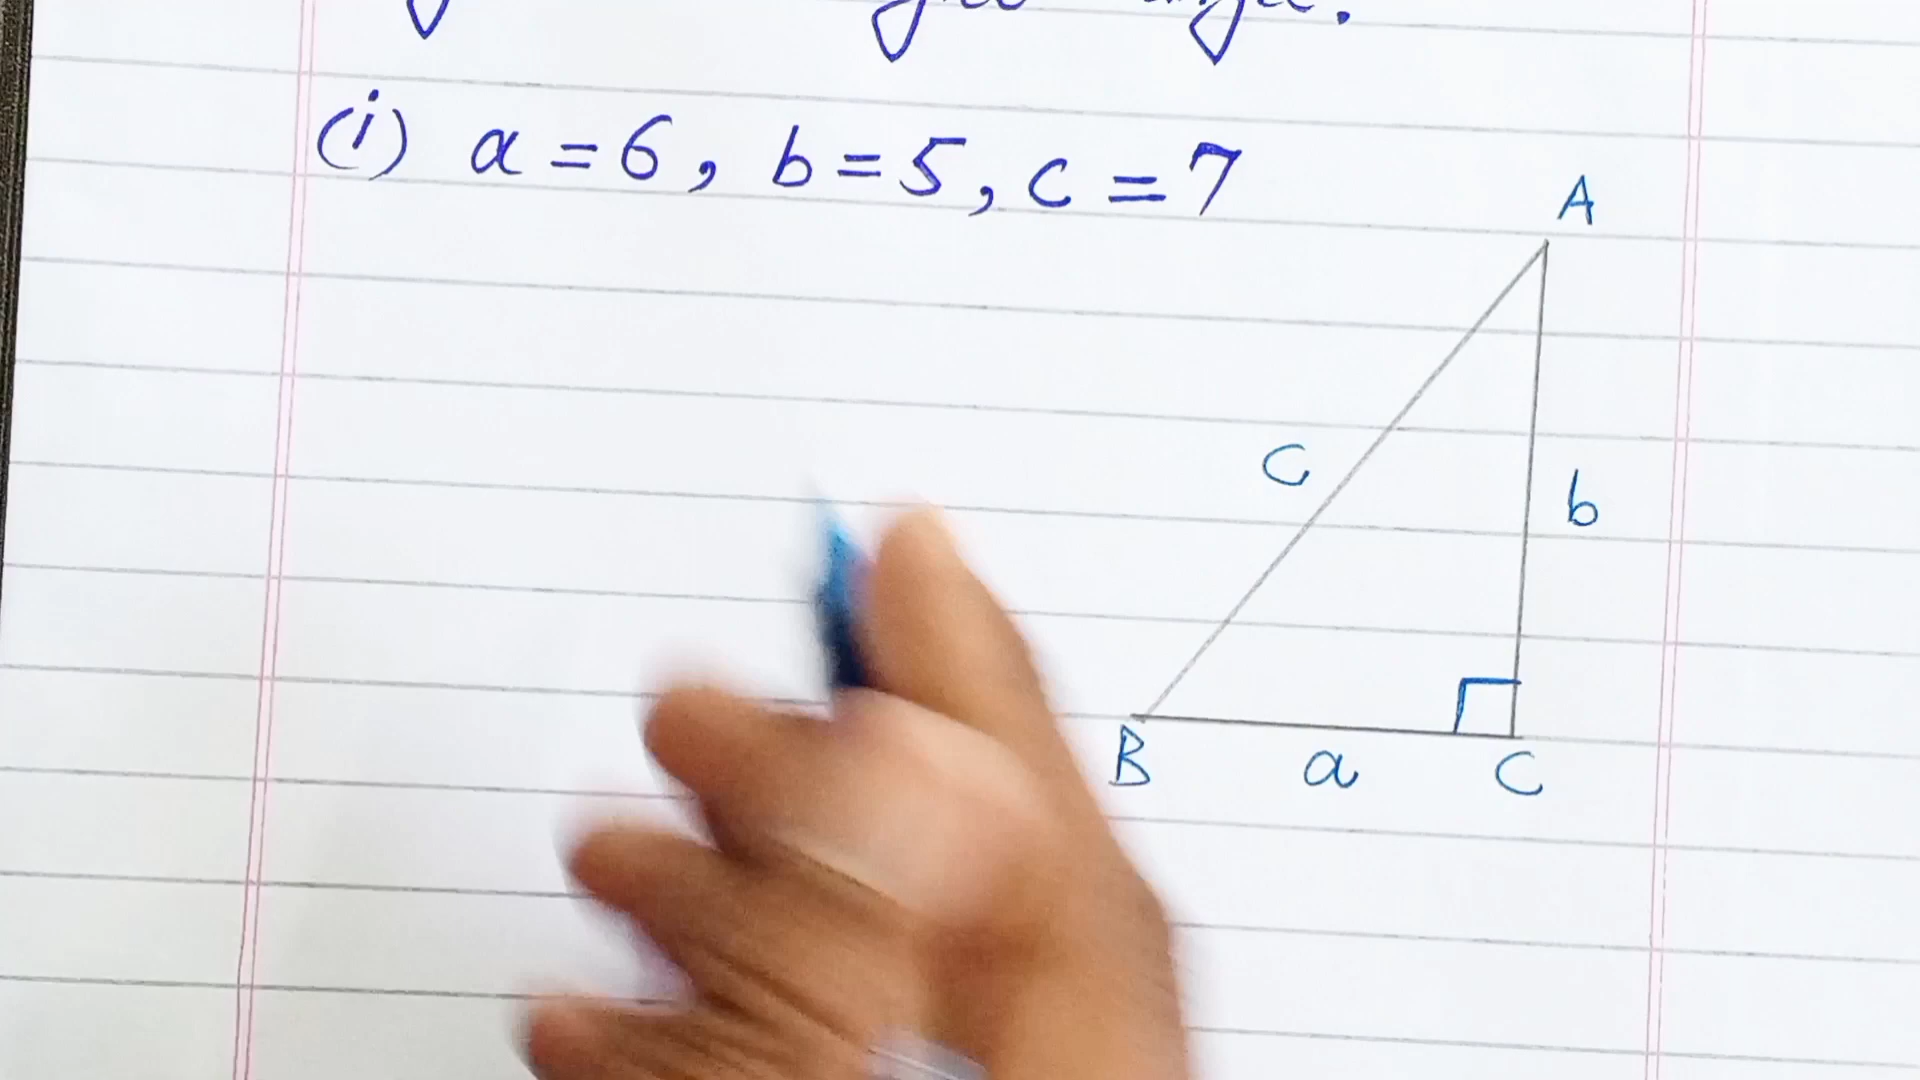 (i) a = 6, b = 5, c = 7
A
c
b
B a C